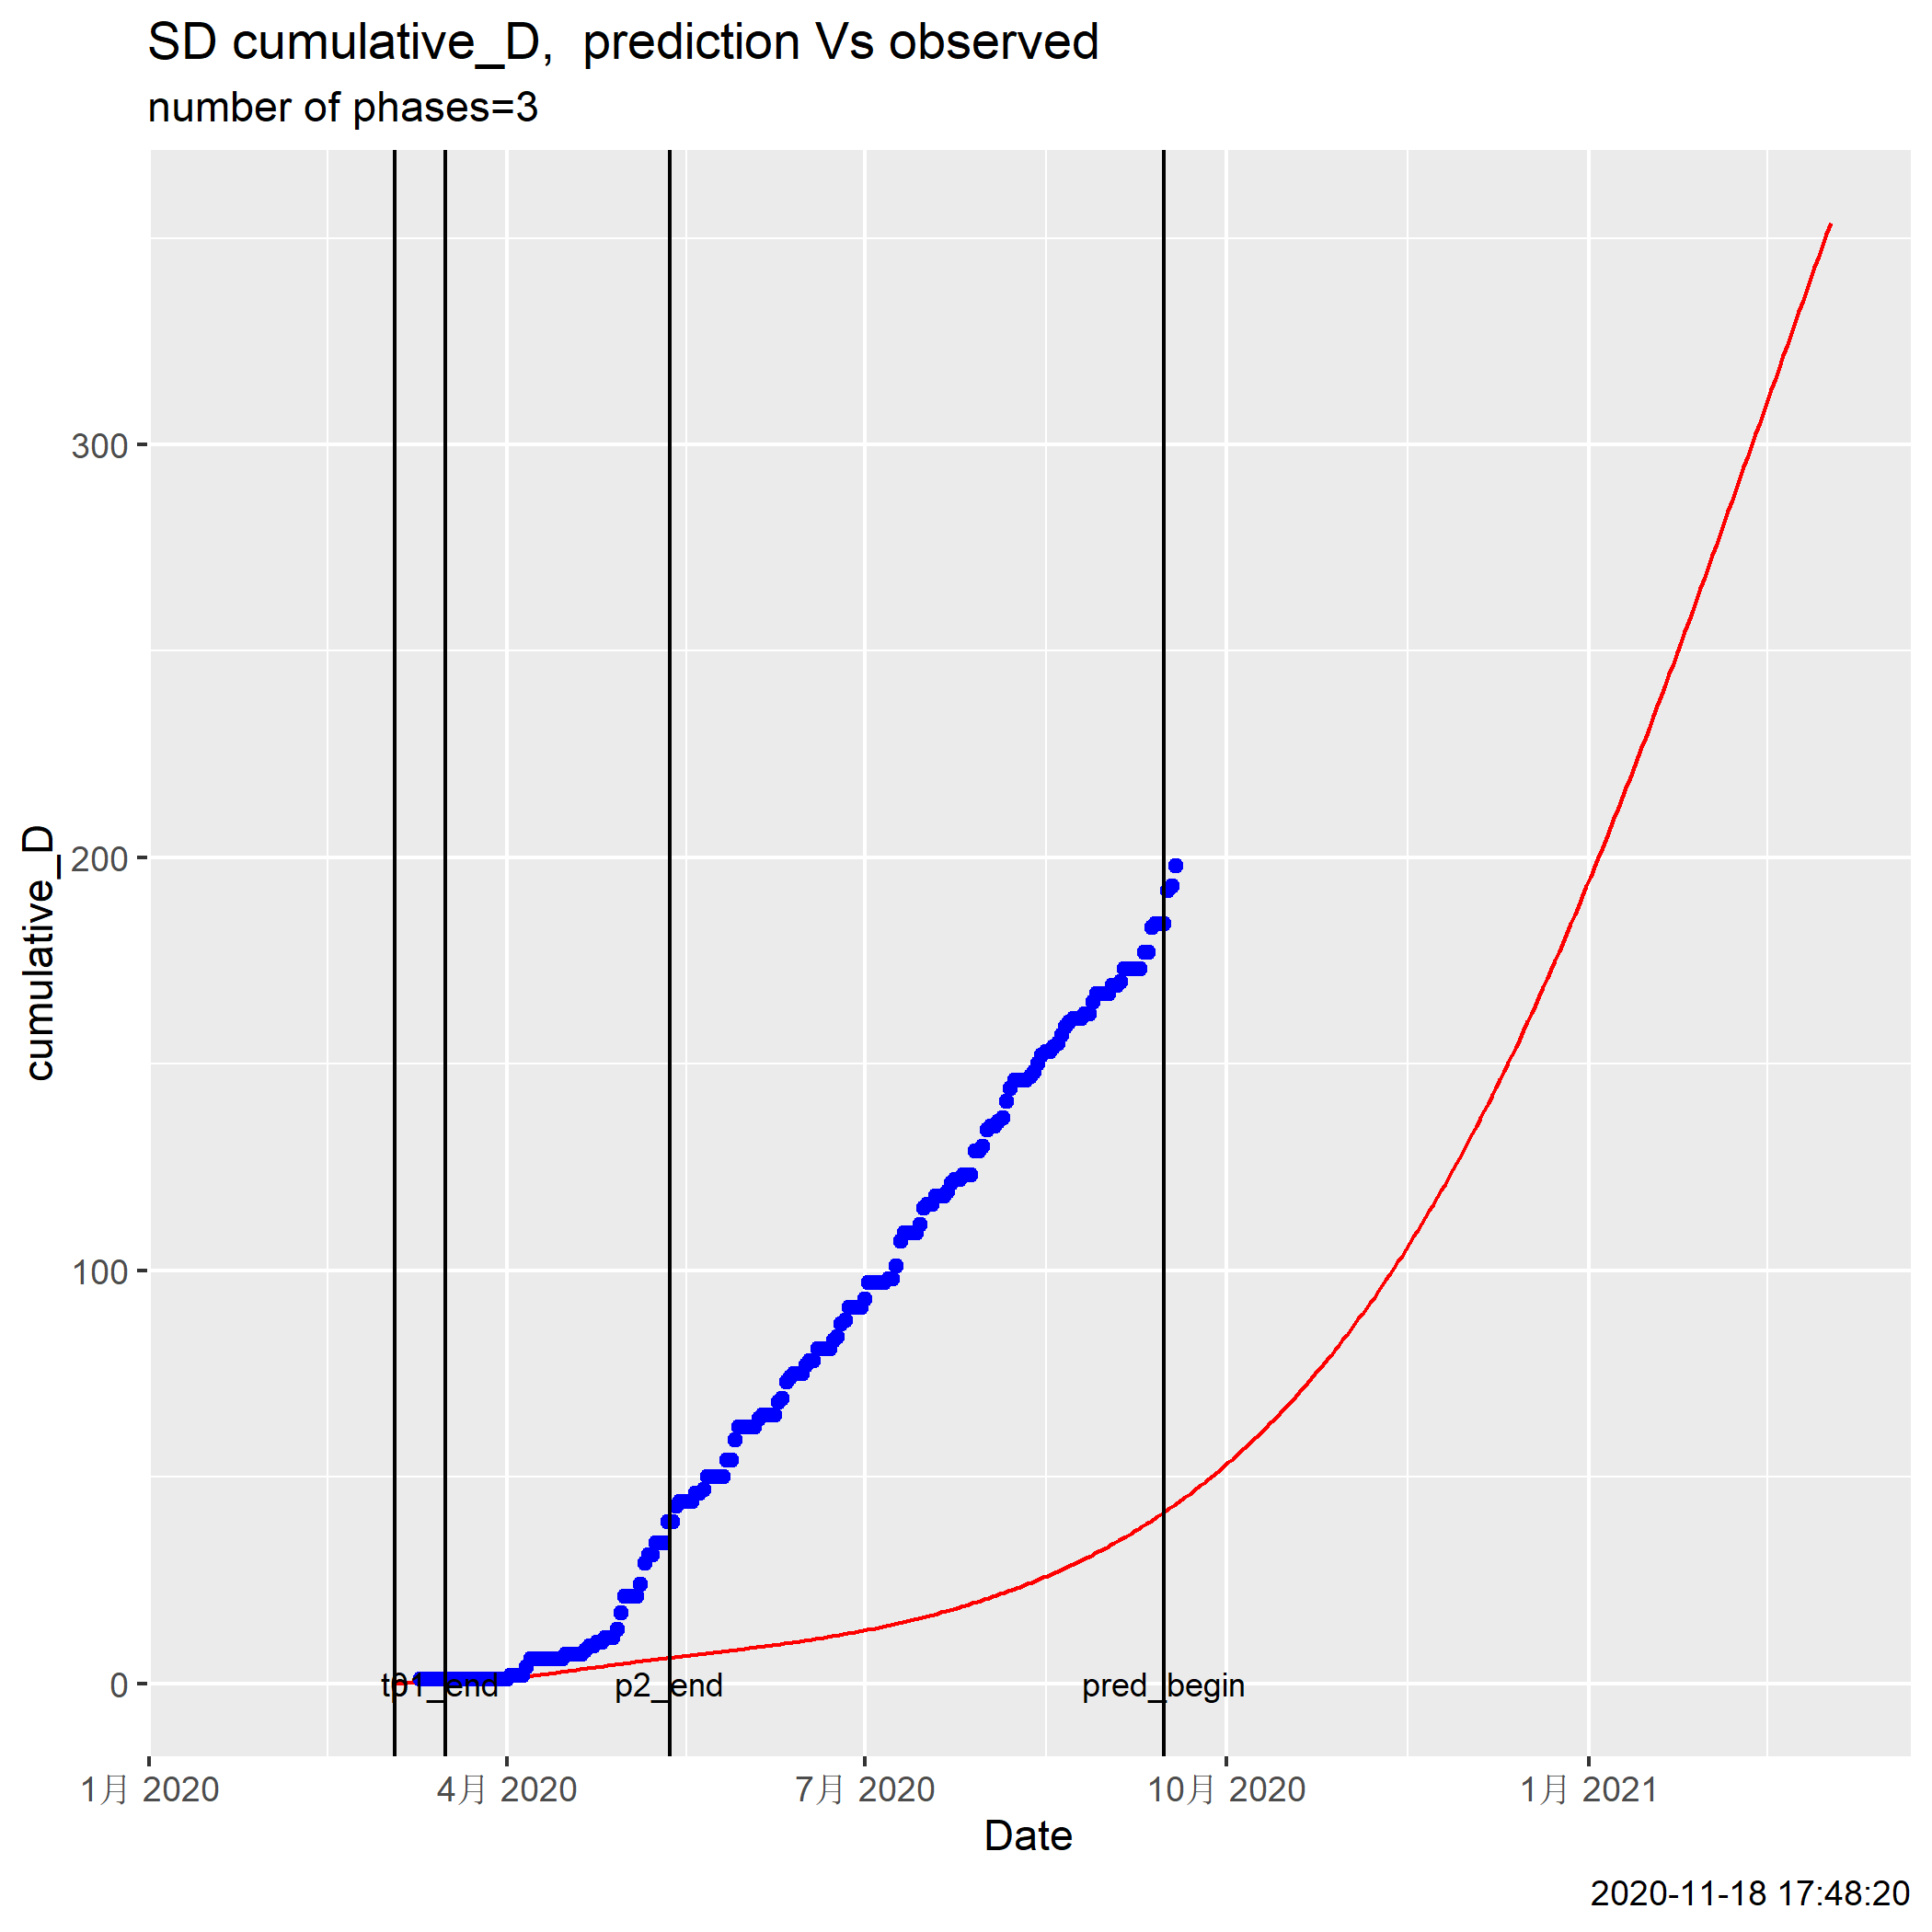 SD cumulative_D,  prediction Vs observed
number of phases=3
cumulative_D
300
200
100
0
p1_end
p2_end
pred_begin
1月 2020
4月 2020
7月 2020
10月 2020
1月 2021
Date
2020-11-18 17:48:20